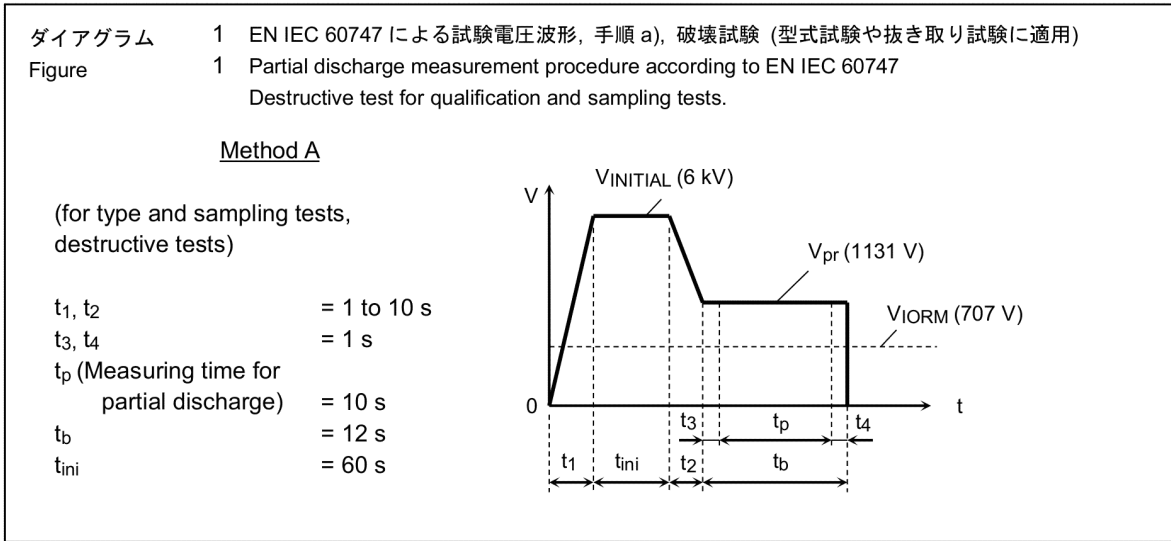 ダイアグラム 1 EN IEC 60747 による試験電圧波形, 手順 a), 破壊試験 (型式試験や抜き取り試験に適用)
Figure 1 Partial discharge measurement procedure according to EN IEC 60747
Destructive test for qualification and sampling tests.
Method A
(for type and sampling tests,
destructive tests)
t1, t2 = 1 to 10 s
t3, t4 = 1 s
tp (Measuring time for
partial discharge) = 10 s
tb = 12 s
tini = 60 s
V
VINITIAL (6 kV)
Vpr (1131 V)
VIORM (707 V)
0
t
t3 tp t4
t1 tini t2 tb